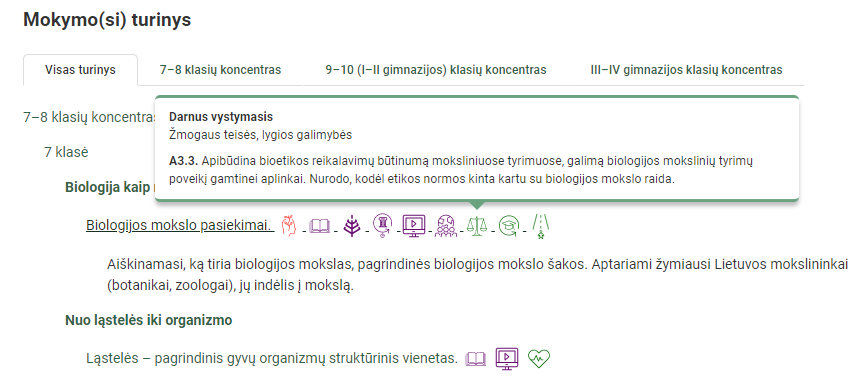 Mokymo(si) turinys
Visas turinys
7–8 klasių koncentras
9–10 (I–II gimnazijos) klasių koncentras
III–IV gimnazijos klasių koncentras
7–8 klasių koncentras
Darnus vystymasis
Žmogaus teisės, lygios galimybės
A3.3. Apibūdina bioetikos reikalavimų būtinumą moksliniuose tyrimuose, galimą biologijos mokslinių tyrimų
poveikį gamtinei aplinkai. Nurodo, kodėl etikos normos kinta kartu su biologijos mokslo raida.
7 klasė
Biologija kaip
Biologijos mokslo pasiekimai.
Aiškinamasi, ką tiria biologijos mokslas, pagrindinės biologijos mokslo šakos. Aptariami žymiausi Lietuvos mokslininkai
(botanikai, zoologai), jų indėlis į mokslą.
Nuo ląstelės iki organizmo
Ląstelės – pagrindinis gyvų organizmų struktūrinis vienetas.